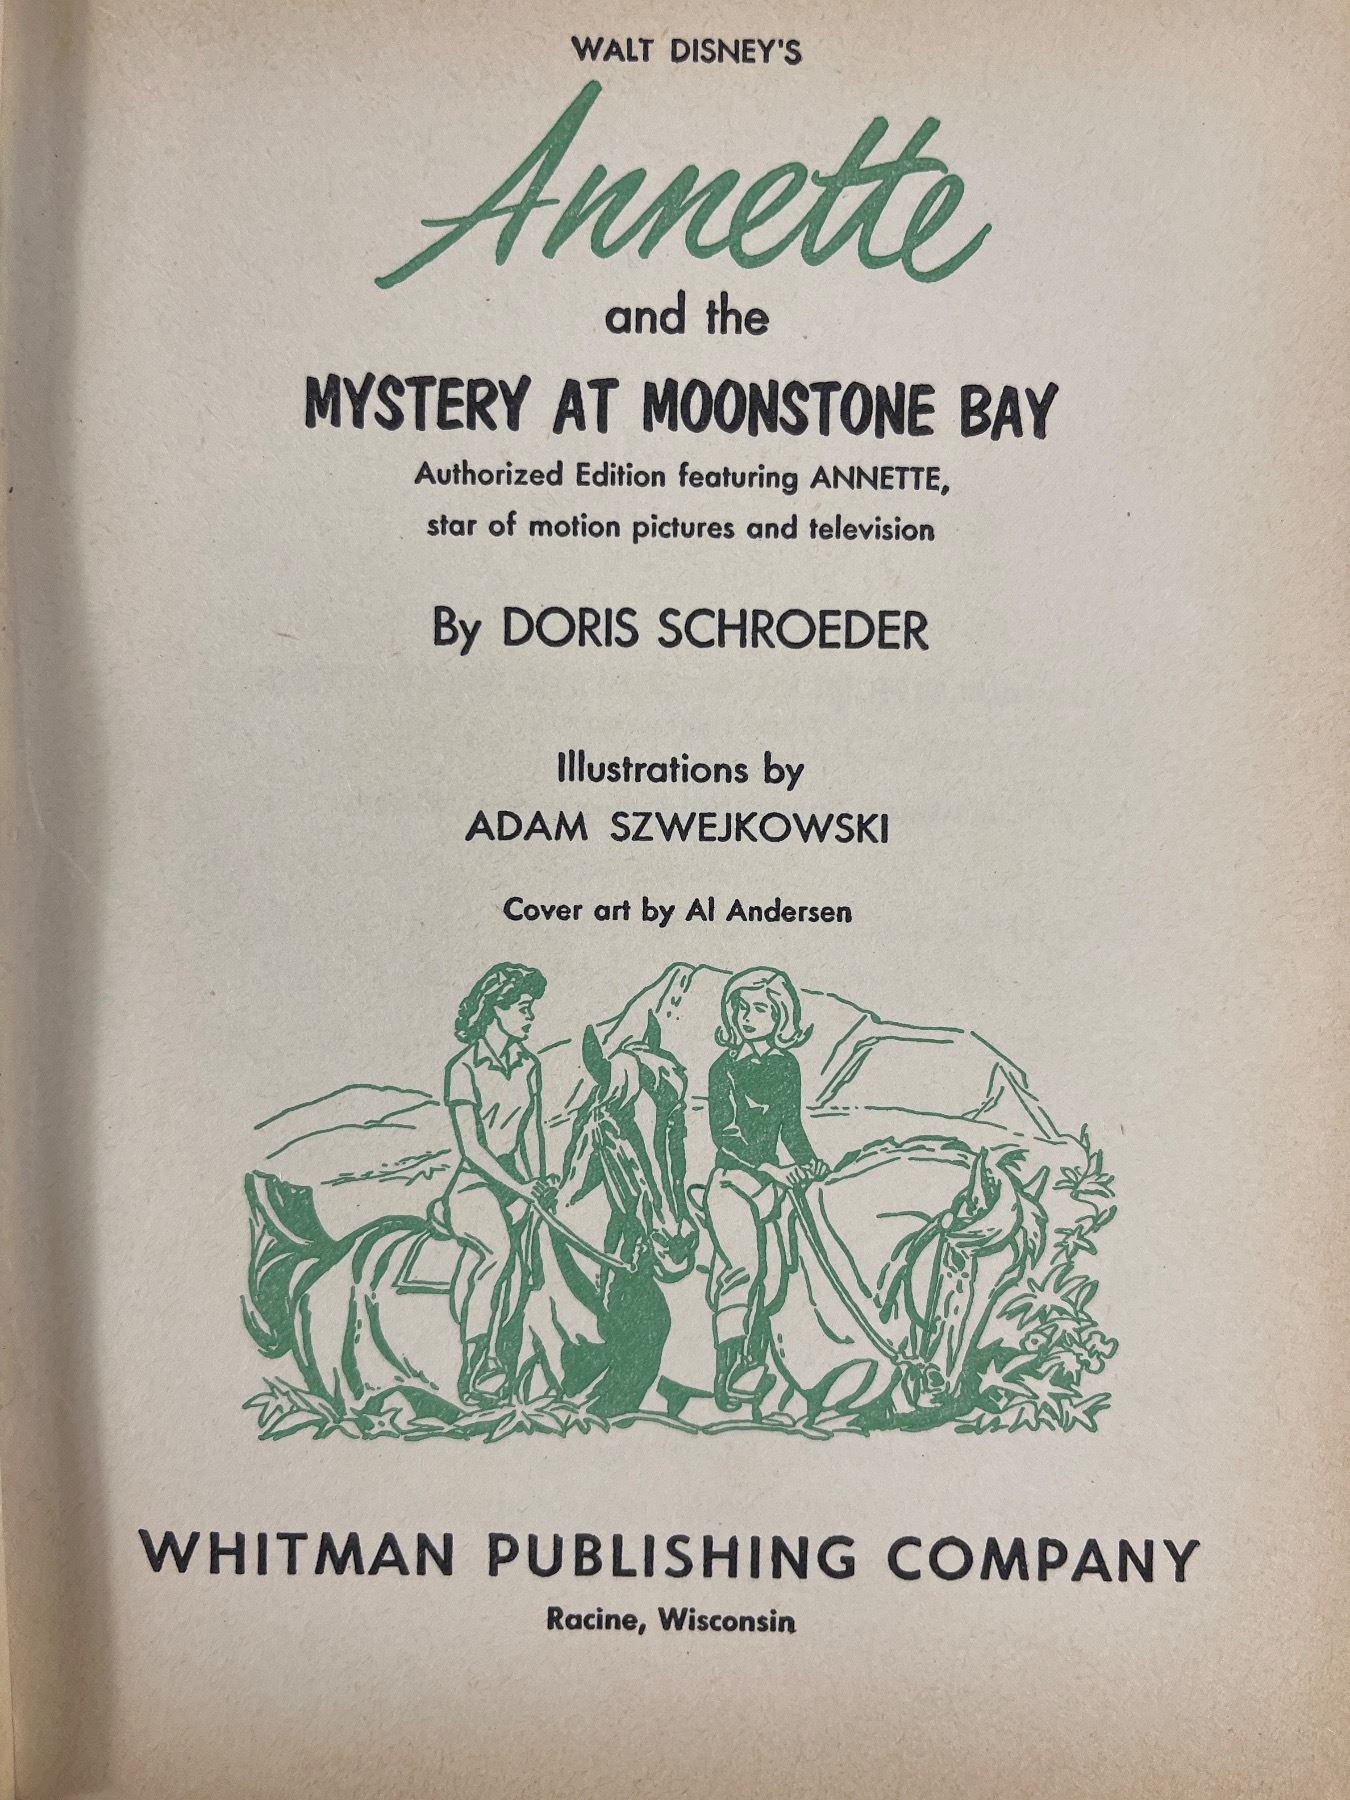 WALT DISNEY'S
Annette
and the
MYSTERY AT MOONSTONE BAY
Authorized Edition featuring ANNETTE,
star of motion pictures and television
By DORIS SCHROEDER
Illustrations by
ADAM SZWEJKOWSKI
Cover art by Al Andersen
WHITMAN PUBLISHING COMPANY
Racine, Wisconsin